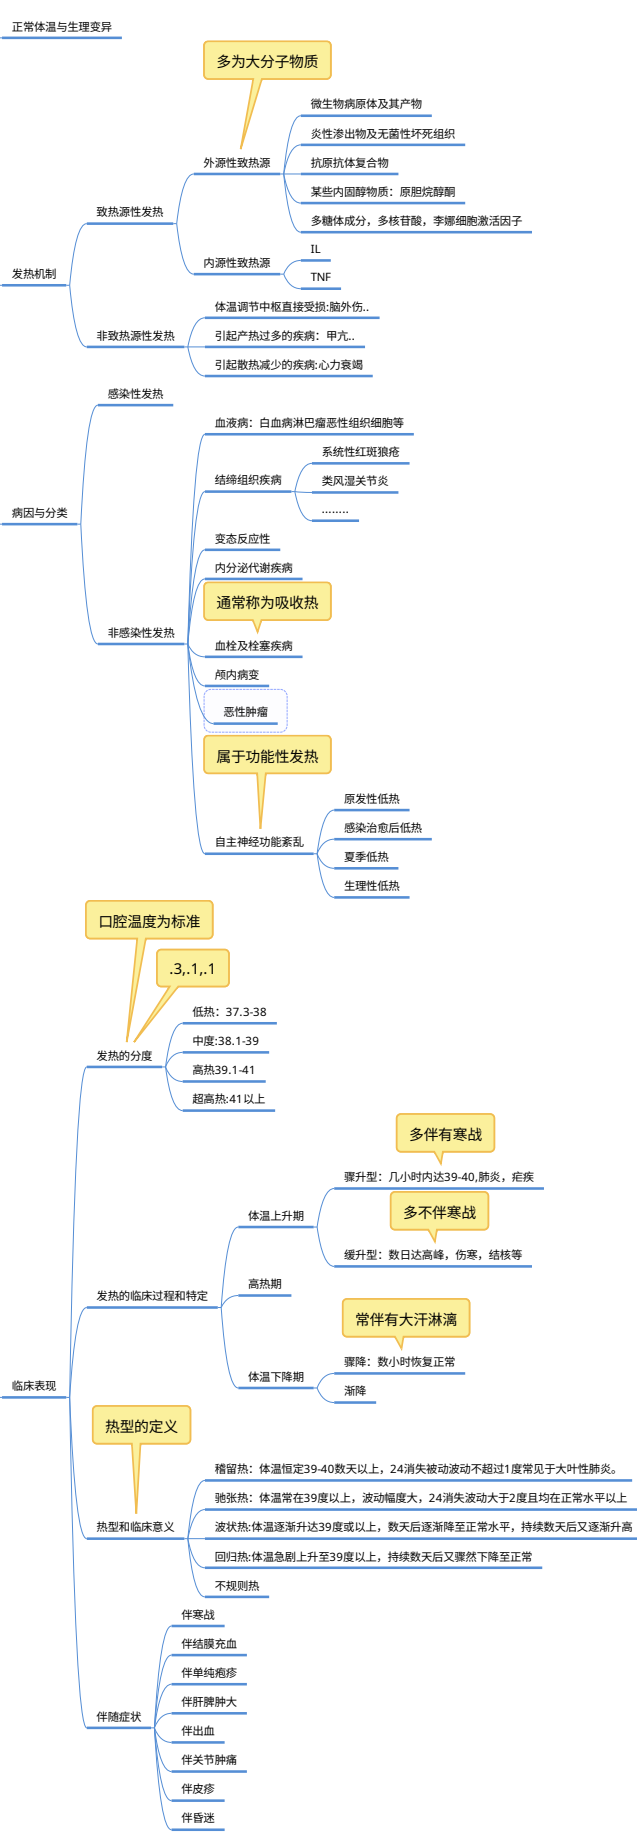 正常体温与生理变异
多为大分子物质
微生物病原体及其产物
炎性渗出物及无菌性坏死组织
外源性致热源
抗原抗体复合物
某些内固醇物质：原胆烷醇酮
致热源性发热
多糖体成分，多核苷酸，李娜细胞激活因子
IL
内源性致热源
发热机制
TNF
体温调节中枢直接受损:脑外伤..
非致热源性发热
引起产热过多的疾病：甲亢..
引起散热减少的疾病:心力衰竭
感染性发热
血液病：白血病淋巴瘤恶性组织细胞等
系统性红斑狼疮
结缔组织疾病
类风湿关节炎
........
病因与分类
变态反应性
内分泌代谢疾病
通常称为吸收热
非感染性发热
血栓及栓塞疾病
颅内病变
恶性肿瘤
属于功能性发热
原发性低热
感染治愈后低热
自主神经功能紊乱
夏季低热
生理性低热
口腔温度为标准
.3,.1,.1
低热：37.3-38
中度:38.1-39
发热的分度
高热39.1-41
超高热:41以上
多伴有寒战
骤升型：几小时内达39-40,肺炎，疟疾
多不伴寒战
体温上升期
缓升型：数日达高峰，伤寒，结核等
高热期
发热的临床过程和特定
常伴有大汗淋漓
骤降：数小时恢复正常
体温下降期
渐降
临床表现
热型的定义
稽留热：体温恒定39-40数天以上，24消失被动波动不超过1度常见于大叶性肺炎。
驰张热：体温常在39度以上，波动幅度大，24消失波动大于2度且均在正常水平以上
热型和临床意义
波状热:体温逐渐升达39度或以上，数天后逐渐降至正常水平，持续数天后又逐渐升高
回归热:体温急剧上升至39度以上，持续数天后又骤然下降至正常
不规则热
伴寒战
伴结膜充血
伴单纯疱疹
伴肝脾肿大
伴随症状
伴出血
伴关节肿痛
伴皮疹
伴昏迷